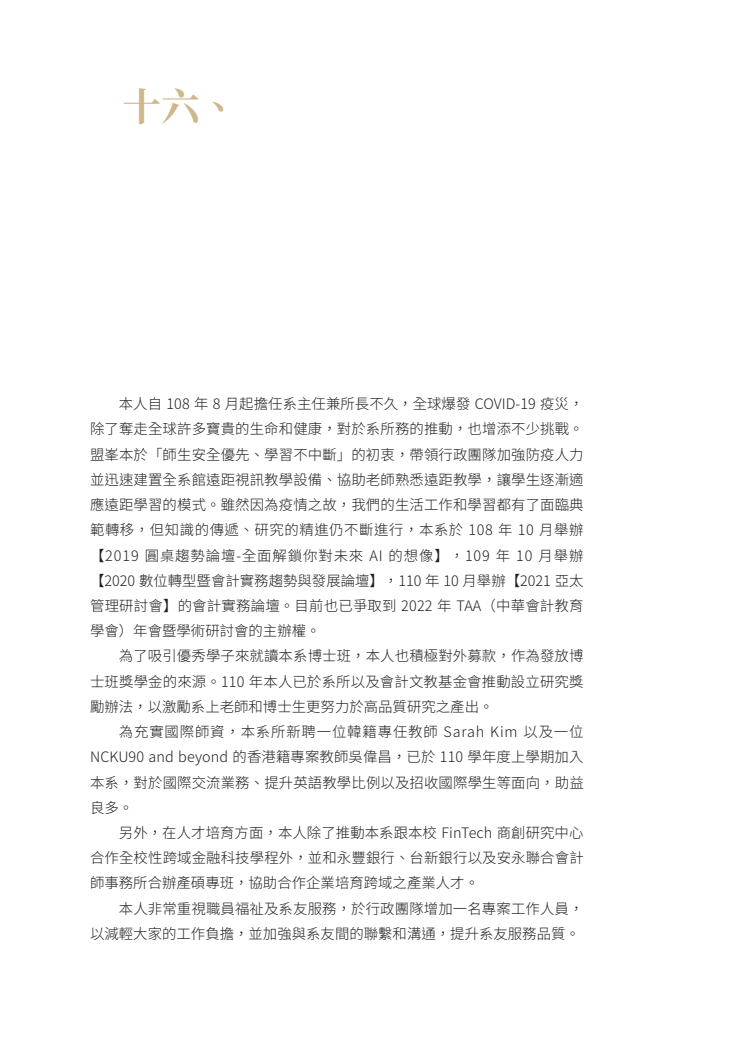 十六、
本人自 108 年 8 月起擔任系主任兼所長不久，全球爆發 COVID-19 疫災，
除了奪走全球許多寶貴的生命和健康，對於系所務的推動，也增添不少挑戰。
盟峯本於「師生安全優先、學習不中斷」的初衷，帶領行政團隊加強防疫人力
並迅速建置全系館遠距視訊教學設備、協助老師熟悉遠距教學，讓學生逐漸適
應遠距學習的模式。雖然因為疫情之故，我們的生活工作和學習都有了面臨典
範轉移，但知識的傳遞、研究的精進仍不斷進行，本系於 108 年 10 月舉辦
【2019 圓桌趨勢論壇-全面解鎖你對未來 AI 的想像】，109 年 10 月舉辦
【2020 數位轉型暨會計實務趨勢與發展論壇】，110 年 10 月舉辦【2021 亞太
管理研討會】的會計實務論壇。目前也已爭取到 2022 年 TAA（中華會計教育
學會）年會暨學術研討會的主辦權。
為了吸引優秀學子來就讀本系博士班，本人也積極對外募款，作為發放博
士班獎學金的來源。110 年本人已於系所以及會計文教基金會推動設立研究獎
勵辦法，以激勵系上老師和博士生更努力於高品質研究之產出。
為充實國際師資，本系所新聘一位韓籍專任教師 Sarah Kim 以及一位
NCKU90 and beyond 的香港籍專案教師吳偉昌，已於 110 學年度上學期加入
本系，對於國際交流業務、提升英語教學比例以及招收國際學生等面向，助益
良多。
另外，在人才培育方面，本人除了推動本系跟本校 FinTech 商創研究中心
合作全校性跨域金融科技學程外，並和永豐銀行、台新銀行以及安永聯合會計
師事務所合辦產碩專班，協助合作企業培育跨域之產業人才。
本人非常重視職員福祉及系友服務，於行政團隊增加一名專案工作人員，
以減輕大家的工作負擔，並加強與系友間的聯繫和溝通，提升系友服務品質。